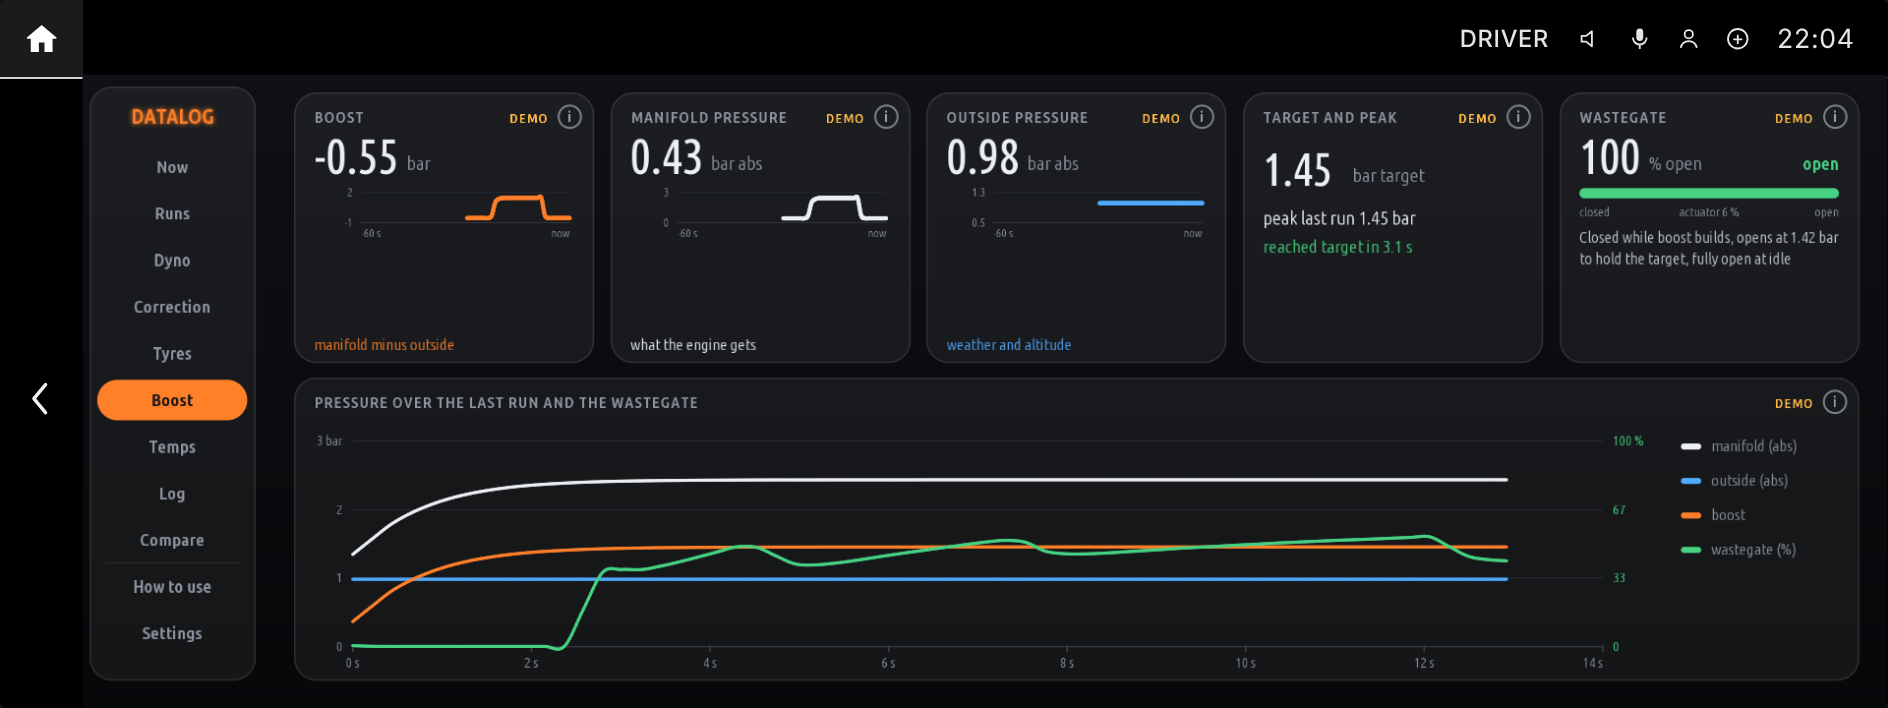 DRIVER 22:04
DATALOG
Now
Runs
Dyno
Correction
Tyres
Boost
Temps
Log
Compare
How to use
Settings
BOOST DEMO i
-0.55 bar
2
-1
-60 s now
manifold minus outside
MANIFOLD PRESSURE DEMO i
0.43 bar abs
3
0
-60 s now
what the engine gets
OUTSIDE PRESSURE DEMO i
0.98 bar abs
1.3
0.5
-60 s now
weather and altitude
TARGET AND PEAK DEMO i
1.45 bar target
peak last run 1.45 bar
reached target in 3.1 s
WASTEGATE DEMO i
100 % open open
closed actuator 6 % open
Closed while boost builds, opens at 1.42 bar
to hold the target, fully open at idle
PRESSURE OVER THE LAST RUN AND THE WASTEGATE DEMO i
3 bar 100 %
2 67
1 33
0 0
0 s 2 s 4 s 6 s 8 s 10 s 12 s 14 s
manifold (abs)
outside (abs)
boost
wastegate (%)